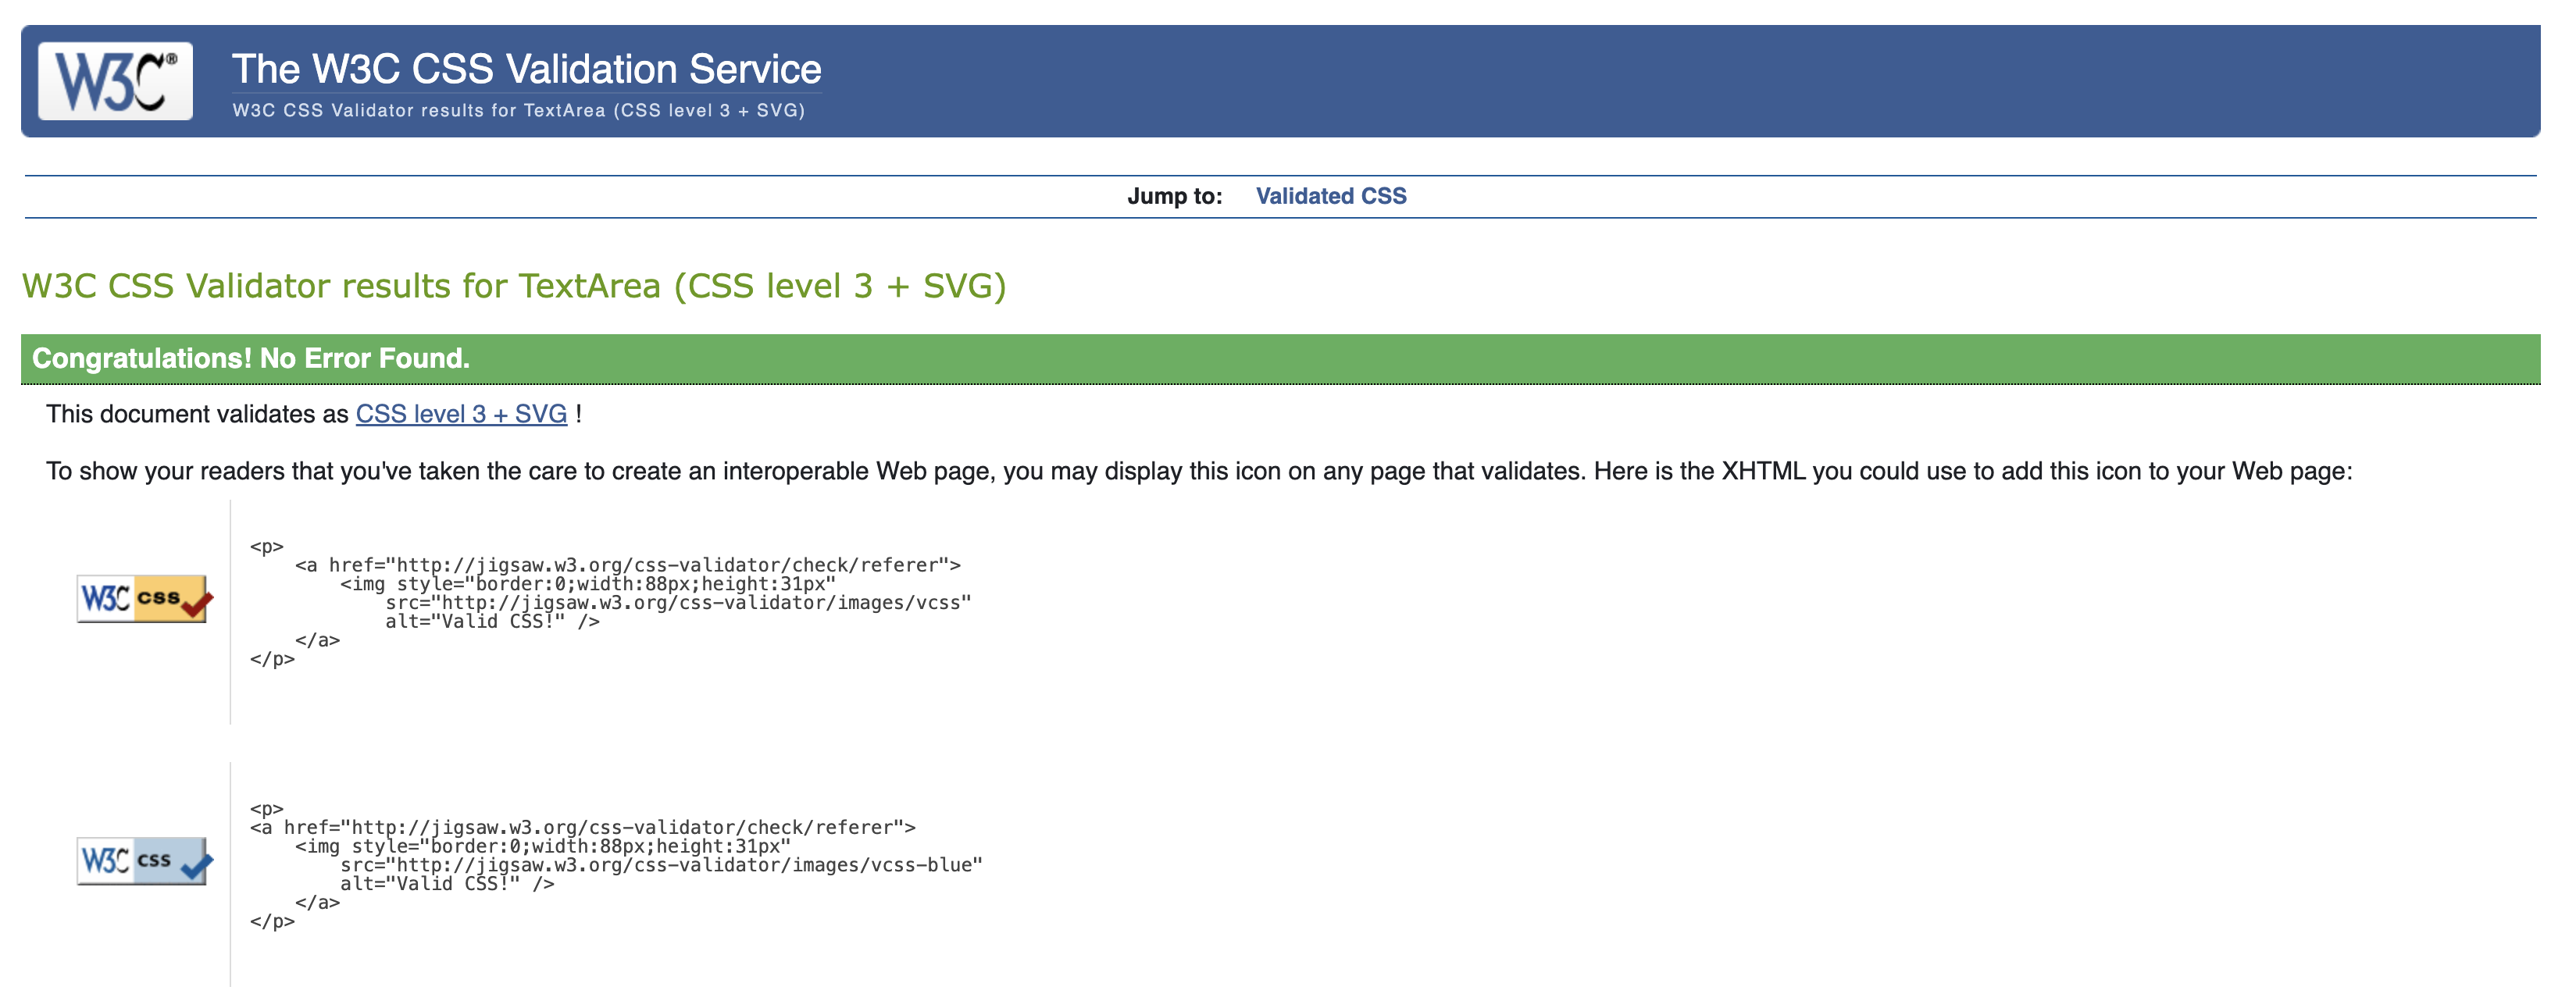 W3C®
The W3C CSS Validation Service
W3C CSS Validator results for TextArea (CSS level 3 + SVG)
Jump to: Validated CSS
W3C CSS Validator results for TextArea (CSS level 3 + SVG)
Congratulations! No Error Found.
This document validates as CSS level 3 + SVG !
To show your readers that you've taken the care to create an interoperable Web page, you may display this icon on any page that validates. Here is the XHTML you could use to add this icon to your Web page:
W3C css
<p>
    <a href="http://jigsaw.w3.org/css-validator/check/referer">
        <img style="border:0;width:88px;height:31px"
            src="http://jigsaw.w3.org/css-validator/images/vcss"
            alt="Valid CSS!" />
    </a>
</p>
W3C css
<p>
<a href="http://jigsaw.w3.org/css-validator/check/referer">
    <img style="border:0;width:88px;height:31px"
        src="http://jigsaw.w3.org/css-validator/images/vcss-blue"
        alt="Valid CSS!" />
    </a>
</p>